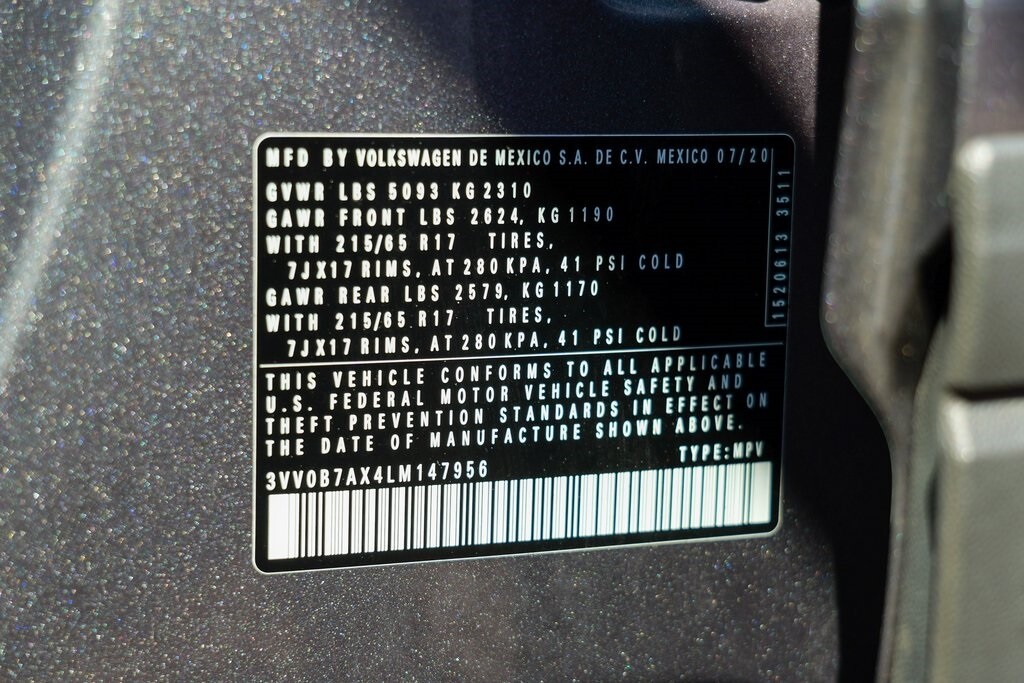 MFD BY VOLKSWAGEN DE MEXICO S.A. DE C.V. MEXICO 07/20
GVWR LBS 5093 KG 2310
GAWR FRONT LBS 2624, KG 1190
WITH 215/65 R17 TIRES,
7JX17 RIMS, AT 280 KPA, 41 PSI COLD
GAWR REAR LBS 2579, KG 1170
WITH 215/65 R17 TIRES,
7JX17 RIMS, AT 280 KPA, 41 PSI COLD
1520613 3511
THIS VEHICLE CONFORMS TO ALL APPLICABLE
U.S. FEDERAL MOTOR VEHICLE SAFETY AND
THEFT PREVENTION STANDARDS IN EFFECT ON
THE DATE OF MANUFACTURE SHOWN ABOVE.
TYPE:MPV
3VV0B7AX4LM147956